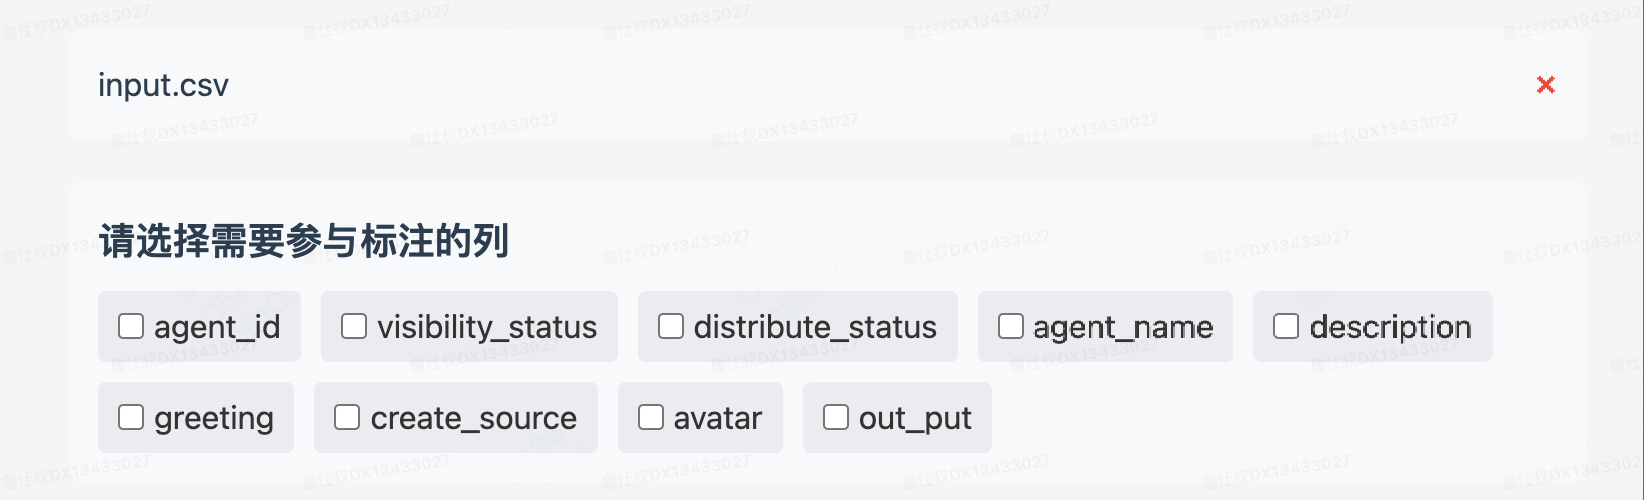 input.csv
请选择需要参与标注的列
agent_id visibility_status distribute_status agent_name description
greeting create_source avatar out_put
詹仕权DX13433027